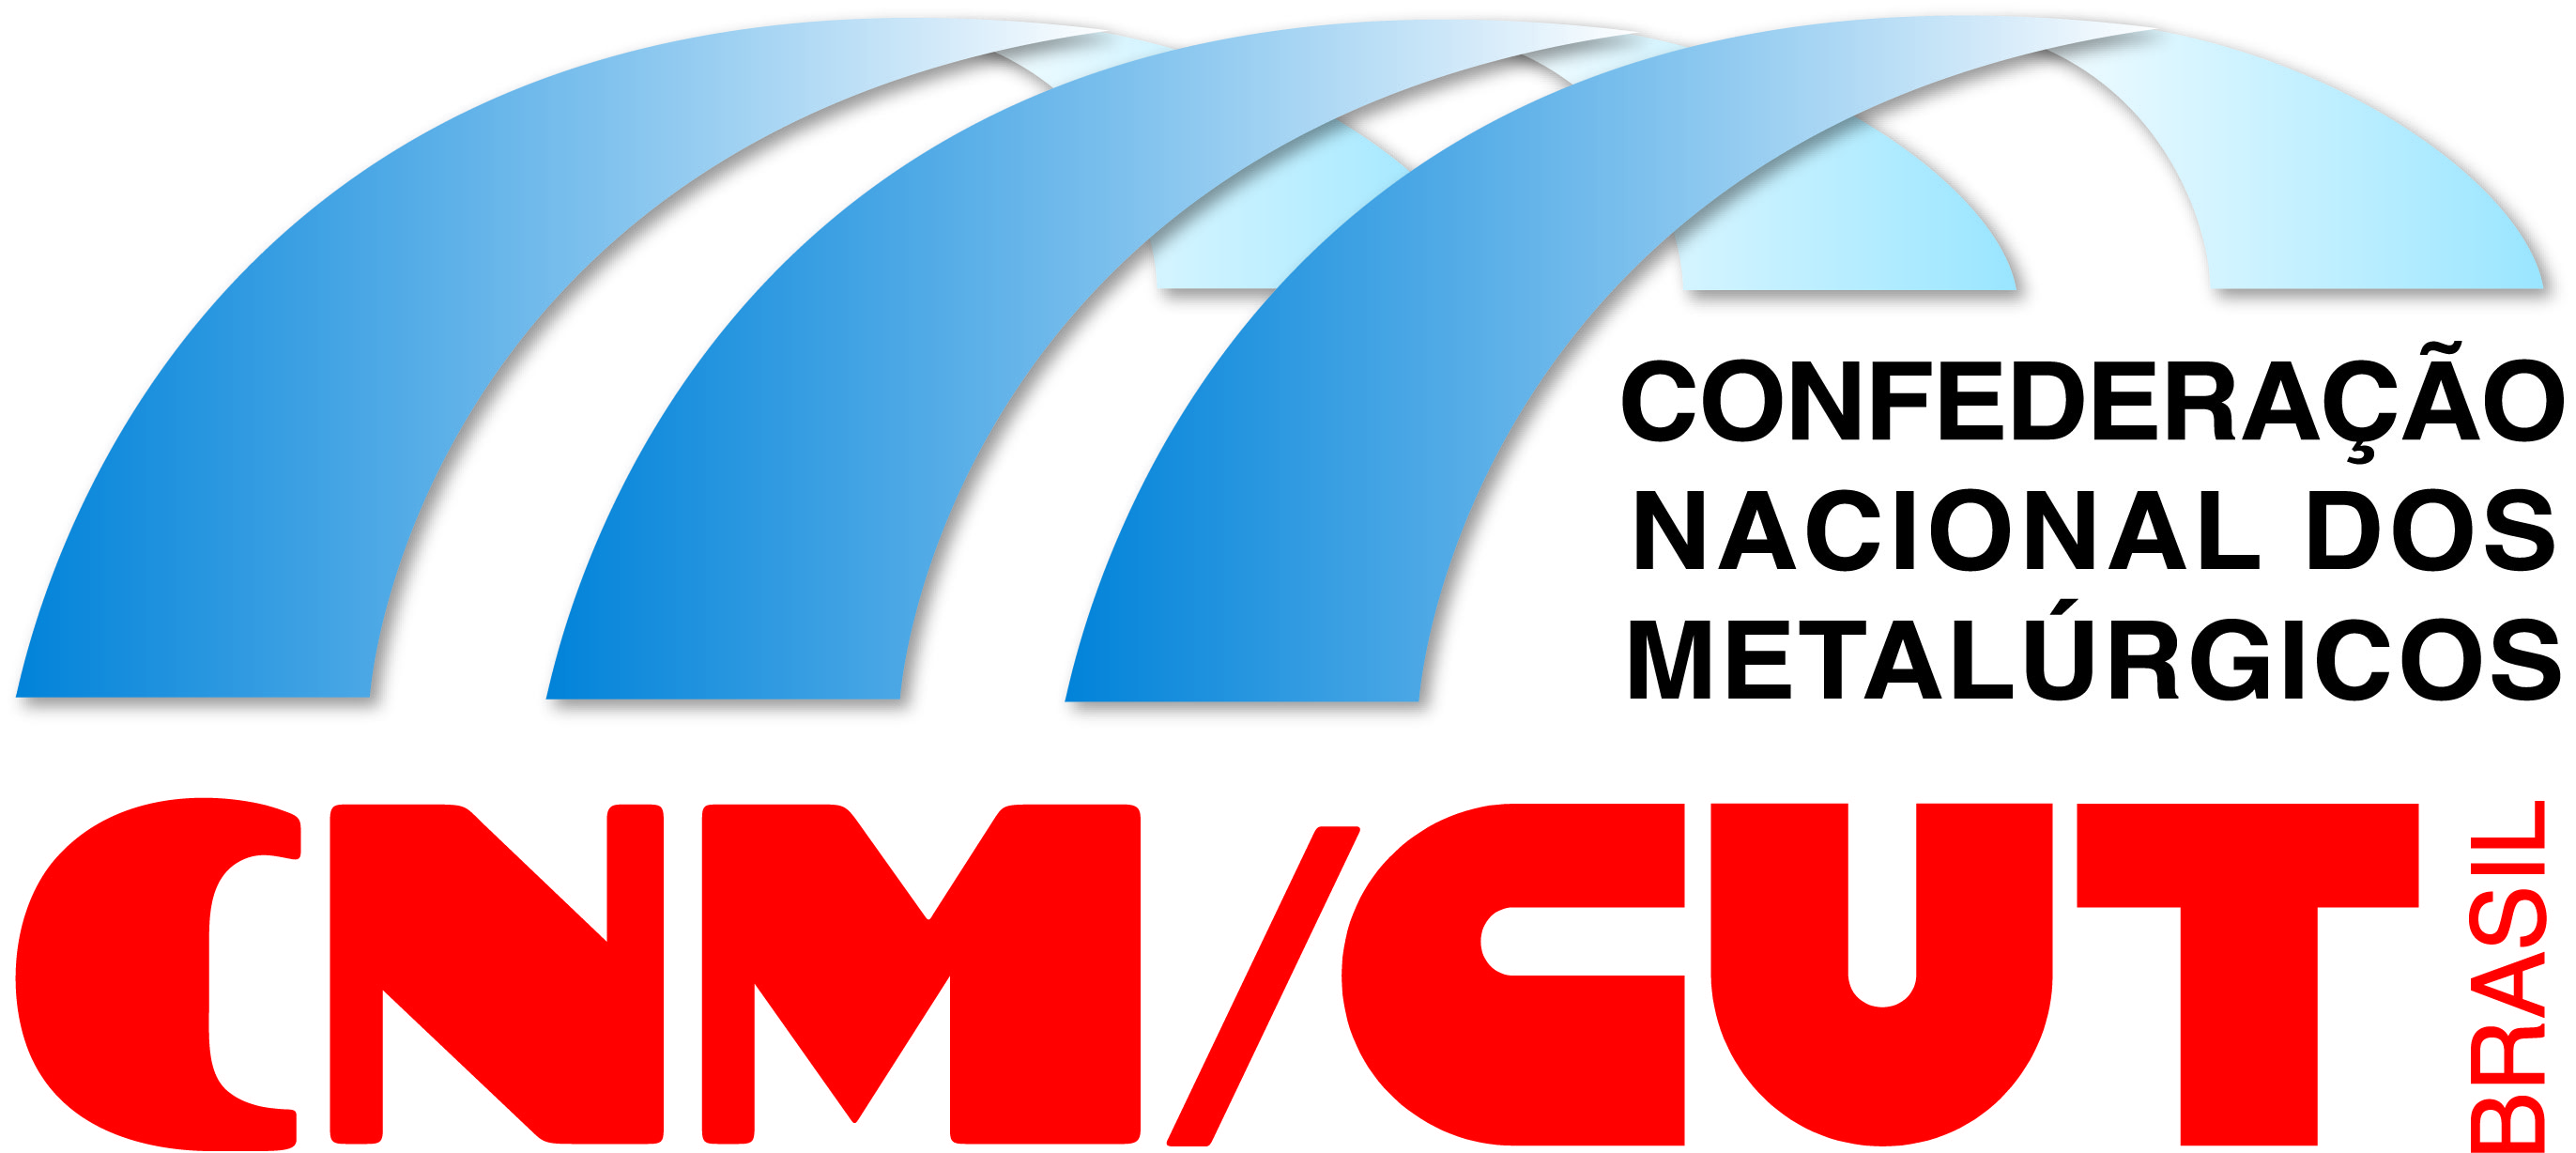 CONFEDERAÇÃO
NACIONAL DOS
METALÚRGICOS
CNM/CUT
BRASIL